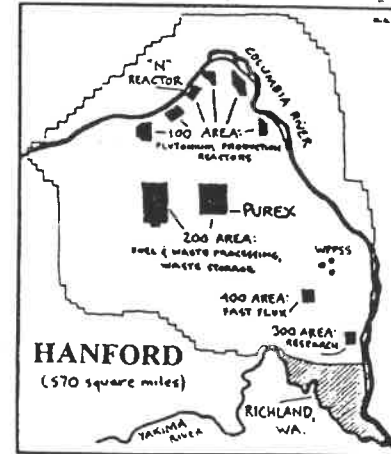 "N"
REACTOR
COLUMBIA RIVER
100 AREA:
PLUTONIUM PRODUCTION
REACTORS
PUREX
200 AREA:
FUEL & WASTE PROCESSING,
WASTE STORAGE
WPPSS
400 AREA:
FAST FLUX
300 AREA:
RESEARCH
HANFORD
(570 square miles)
RICHLAND,
WA.
YAKIMA
RIVER